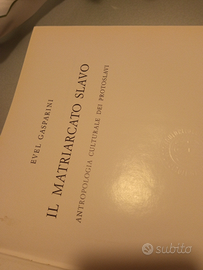 EVEL GASPARINI
IL MATRIARCATO SLAVO
ANTROPOLOGIA CULTURALE DEI PROTOSLAVI
subito